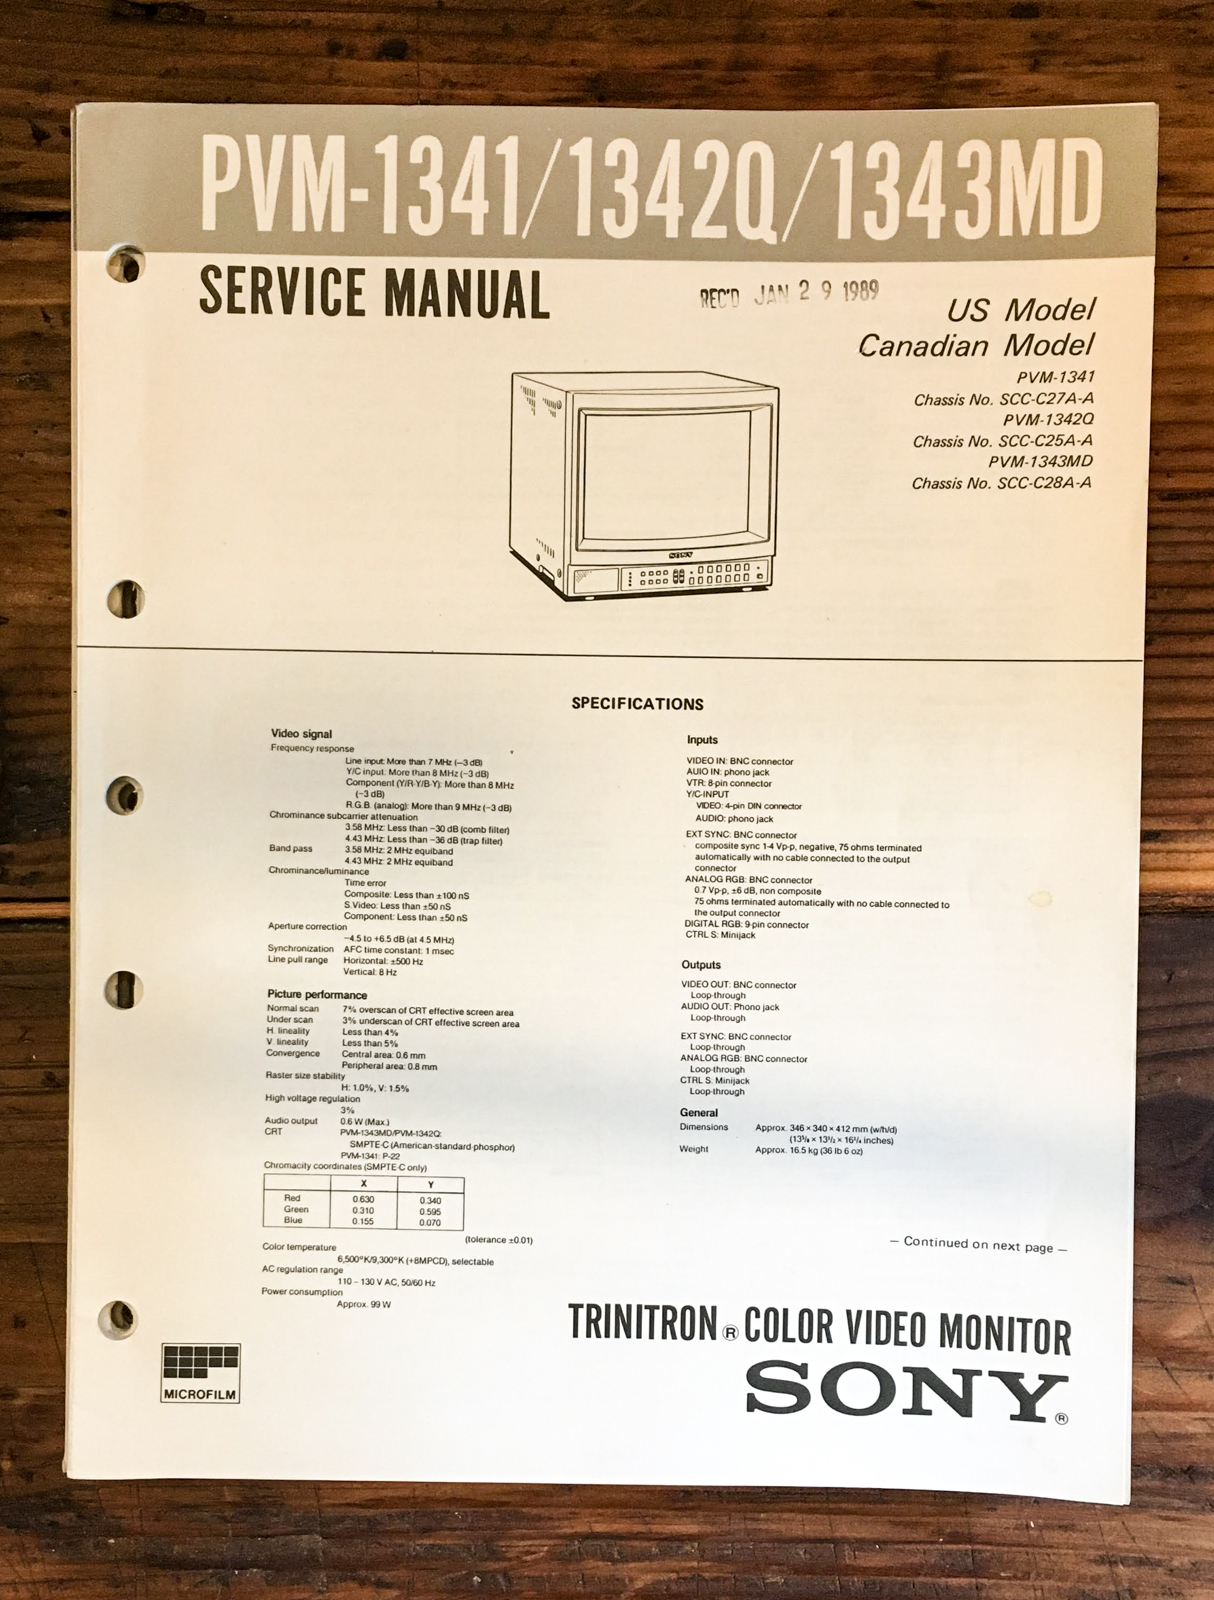 PVM-1341/1342Q/1343MD
SERVICE MANUAL
REC'D JAN 29 1989
US Model
Canadian Model
PVM-1341
Chassis No. SCC-C27A-A
PVM-1342Q
Chassis No. SCC-C25A-A
PVM-1343MD
Chassis No. SCC-C28A-A
SONY
SPECIFICATIONS
Video signal
Frequency response
Line input: More than 7 MHz (−3 dB)
Y/C input: More than 8 MHz (−3 dB)
Component (Y/R-Y/B-Y): More than 8 MHz
(−3 dB)
R.G.B. (analog): More than 9 MHz (−3 dB)
Chrominance subcarrier attenuation
3.58 MHz: Less than −30 dB (comb filter)
4.43 MHz: Less than −36 dB (trap filter)
Band pass 3.58 MHz: 2 MHz equiband
4.43 MHz: 2 MHz equiband
Chrominance/luminance
Time error
Composite: Less than ±100 nS
S.Video: Less than ±50 nS
Component: Less than ±50 nS
Aperture correction
−4.5 to +6.5 dB (at 4.5 MHz)
Synchronization AFC time constant: 1 msec
Line pull range Horizontal: ±500 Hz
Vertical: 8 Hz
Picture performance
Normal scan 7% overscan of CRT effective screen area
Under scan 3% underscan of CRT effective screen area
H. lineality Less than 4%
V. lineality Less than 5%
Convergence Central area: 0.6 mm
Peripheral area: 0.8 mm
Raster size stability
H: 1.0%, V: 1.5%
High voltage regulation
3%
Audio output 0.6 W (Max.)
CRT PVM-1343MD/PVM-1342Q:
SMPTE-C (American-standard-phosphor)
PVM-1341: P-22
Chromacity coordinates (SMPTE-C only)
X Y
Red 0.630 0.340
Green 0.310 0.595
Blue 0.155 0.070
(tolerance ±0.01)
Color temperature
6,500°K/9,300°K (+8MPCD), selectable
AC regulation range
110 – 130 V AC, 50/60 Hz
Power consumption
Approx. 99 W
Inputs
VIDEO IN: BNC connector
AUIO IN: phono jack
VTR: 8-pin connector
Y/C-INPUT
VIDEO: 4-pin DIN connector
AUDIO: phono jack
EXT SYNC: BNC connector
composite sync 1-4 Vp-p, negative, 75 ohms terminated
automatically with no cable connected to the output
connector
ANALOG RGB: BNC connector
0.7 Vp-p, ±6 dB, non composite
75 ohms terminated automatically with no cable connected to
the output connector
DIGITAL RGB: 9-pin connector
CTRL S: Minijack
Outputs
VIDEO OUT: BNC connector
Loop-through
AUDIO OUT: Phono jack
Loop-through
EXT SYNC: BNC connector
Loop-through
ANALOG RGB: BNC connector
Loop-through
CTRL S: Minijack
Loop-through
General
Dimensions Approx. 346 × 340 × 412 mm (w/h/d)
(13⅝ × 13½ × 16¼ inches)
Weight Approx. 16.5 kg (36 lb 6 oz)
— Continued on next page —
TRINITRON® COLOR VIDEO MONITOR
SONY®
MICROFILM